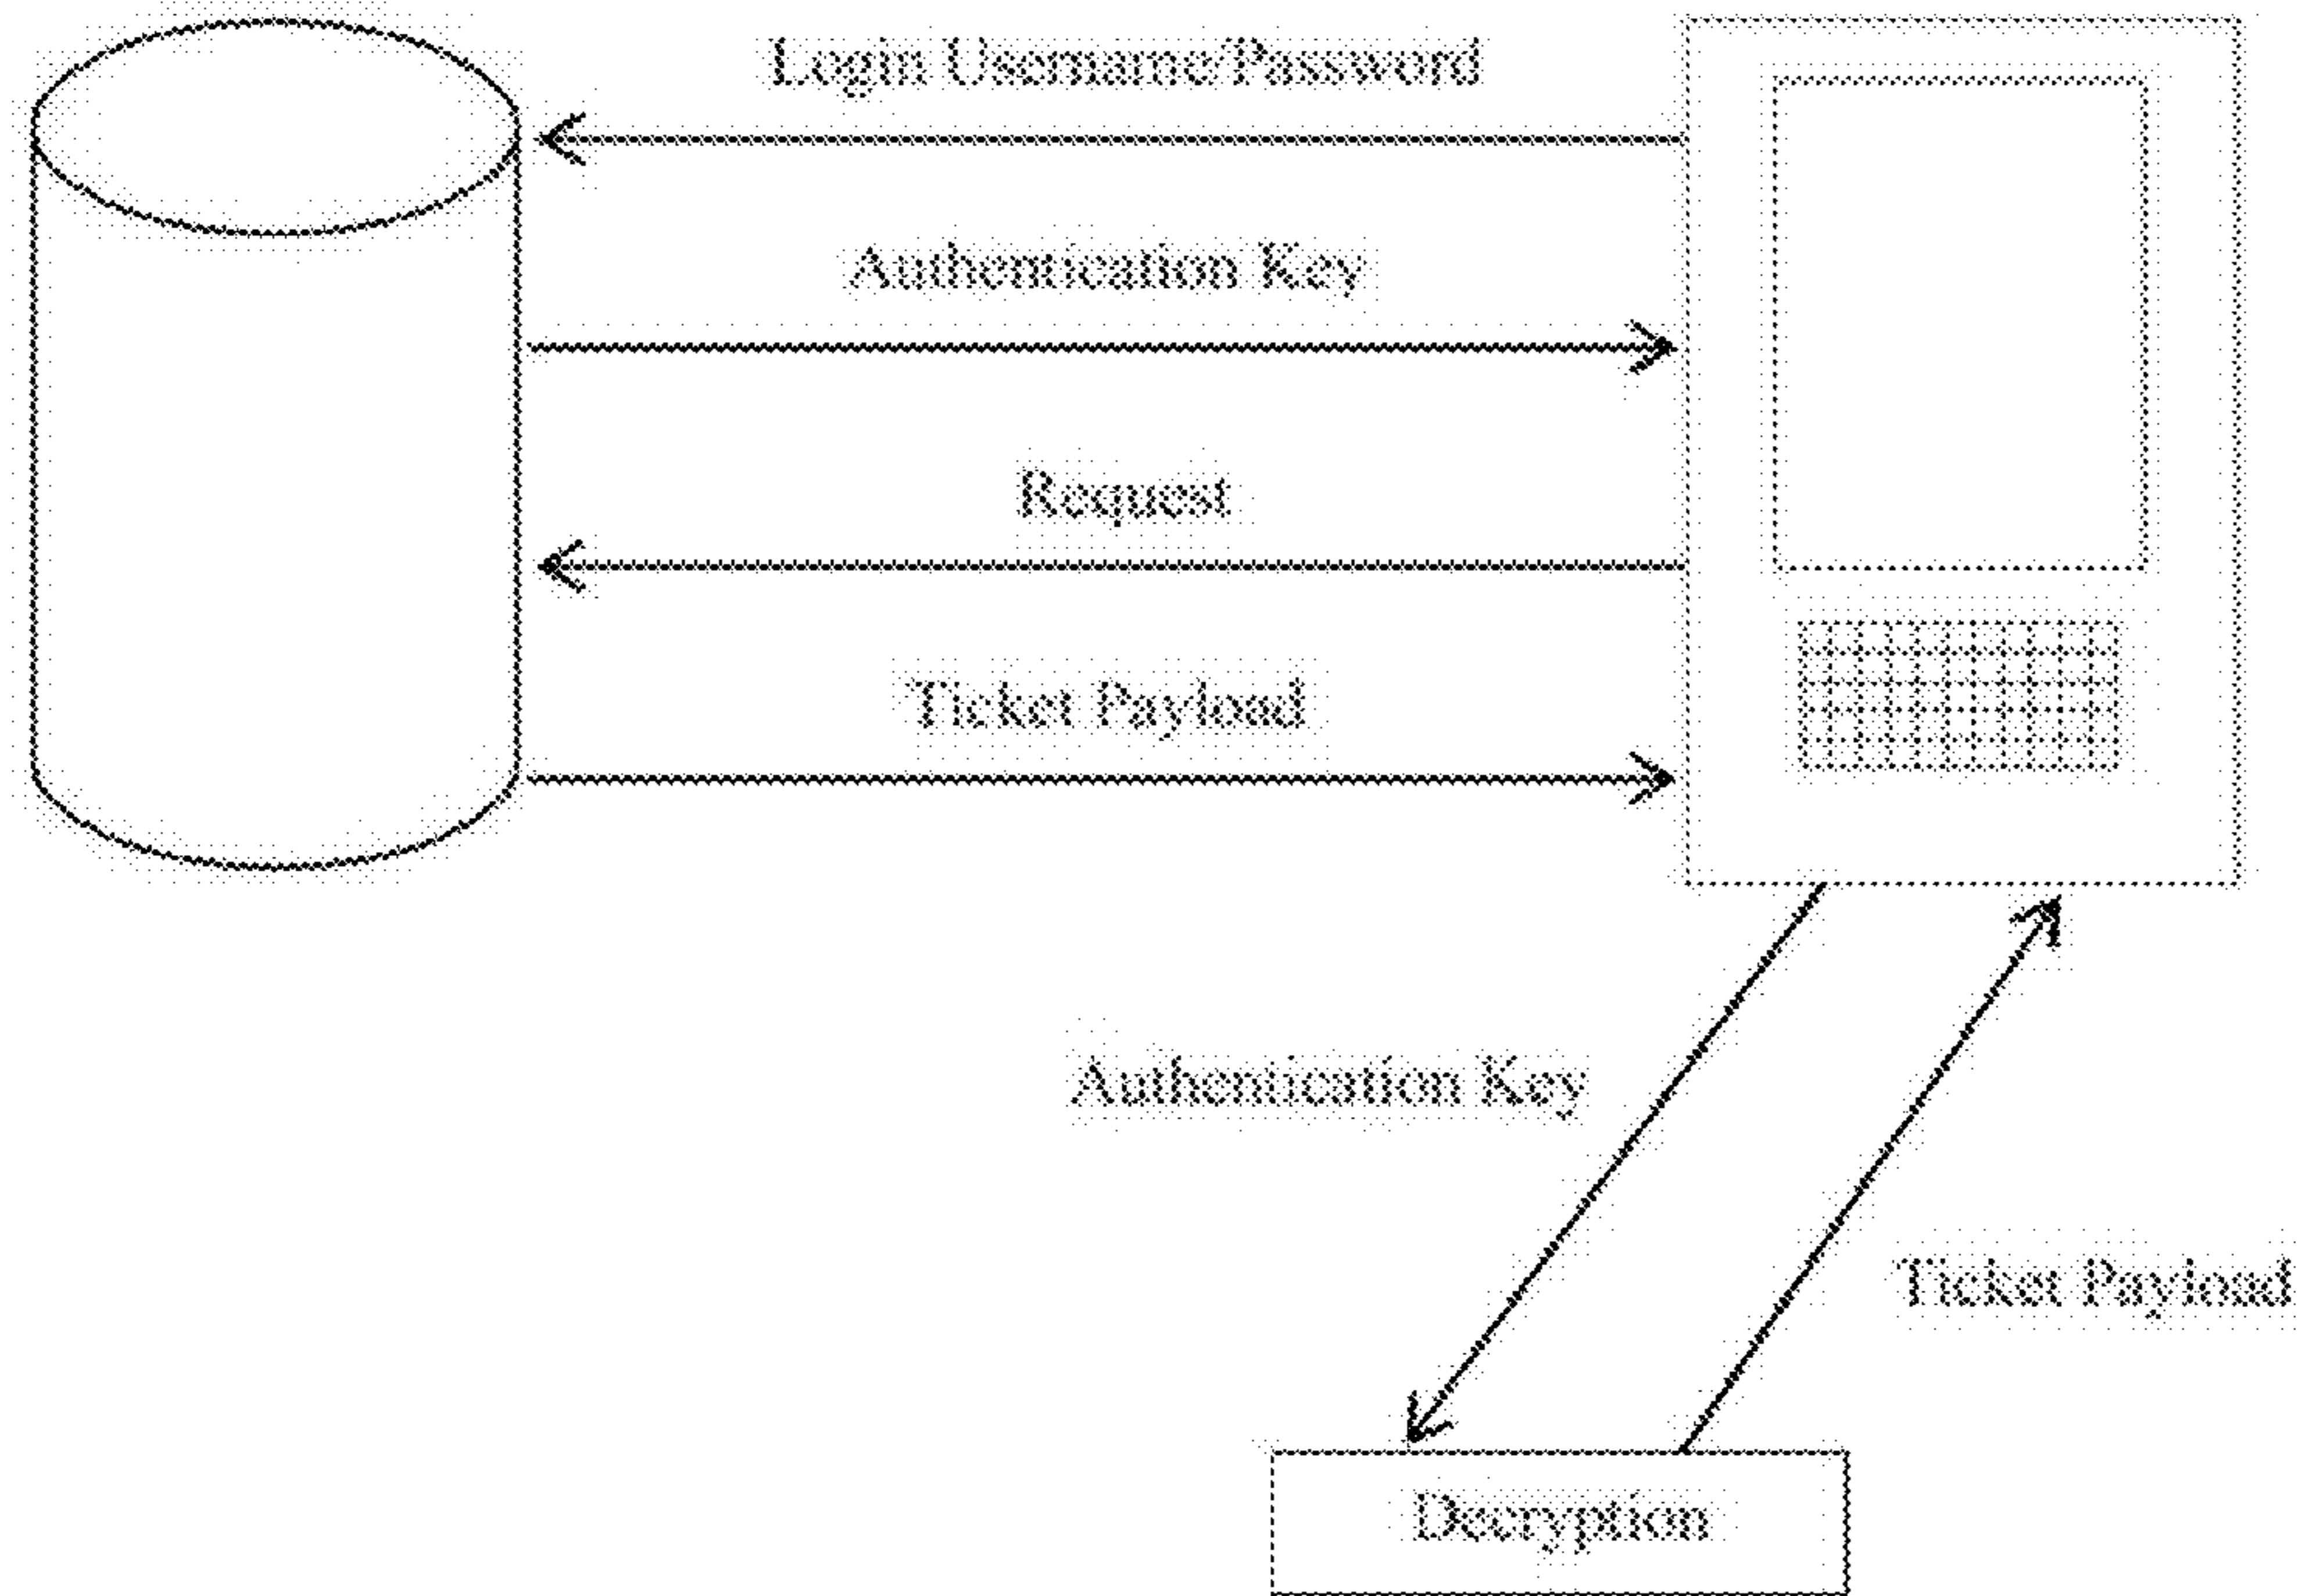 Login Username/Password
Authentication Key
Request
Ticket Payload
Authentication Key
Ticket Payload
Decryption